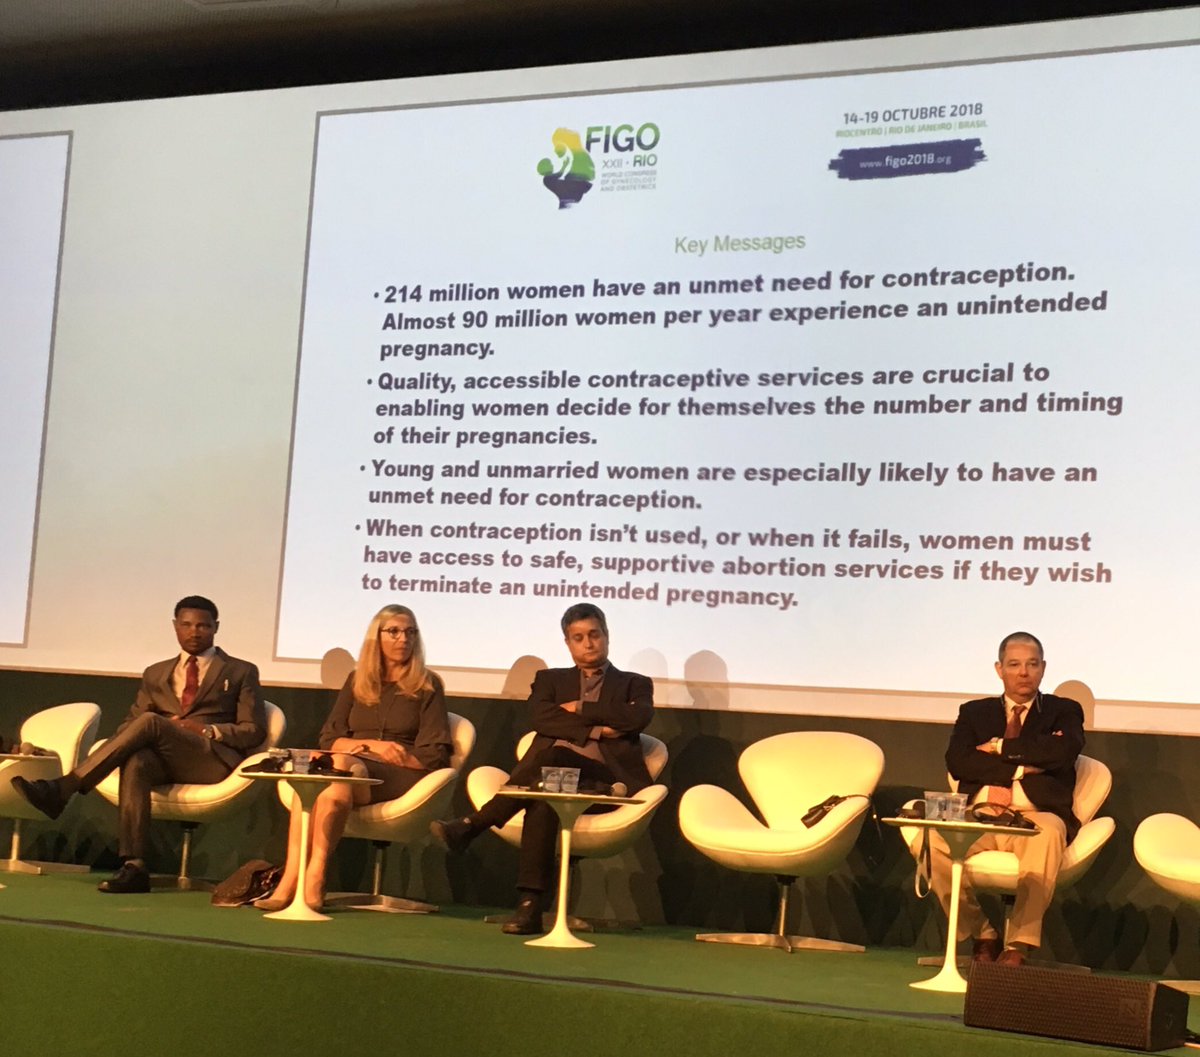 FIGO
XXII • RIO
WORLD CONGRESS
OF GYNECOLOGY
AND OBSTETRICS
14-19 OCTUBRE 2018
RIOCENTRO | RIO DE JANEIRO | BRASIL
www.figo2018.org
Key Messages
• 214 million women have an unmet need for contraception.
Almost 90 million women per year experience an unintended
pregnancy.
• Quality, accessible contraceptive services are crucial to
enabling women decide for themselves the number and timing
of their pregnancies.
• Young and unmarried women are especially likely to have an
unmet need for contraception.
• When contraception isn't used, or when it fails, women must
have access to safe, supportive abortion services if they wish
to terminate an unintended pregnancy.